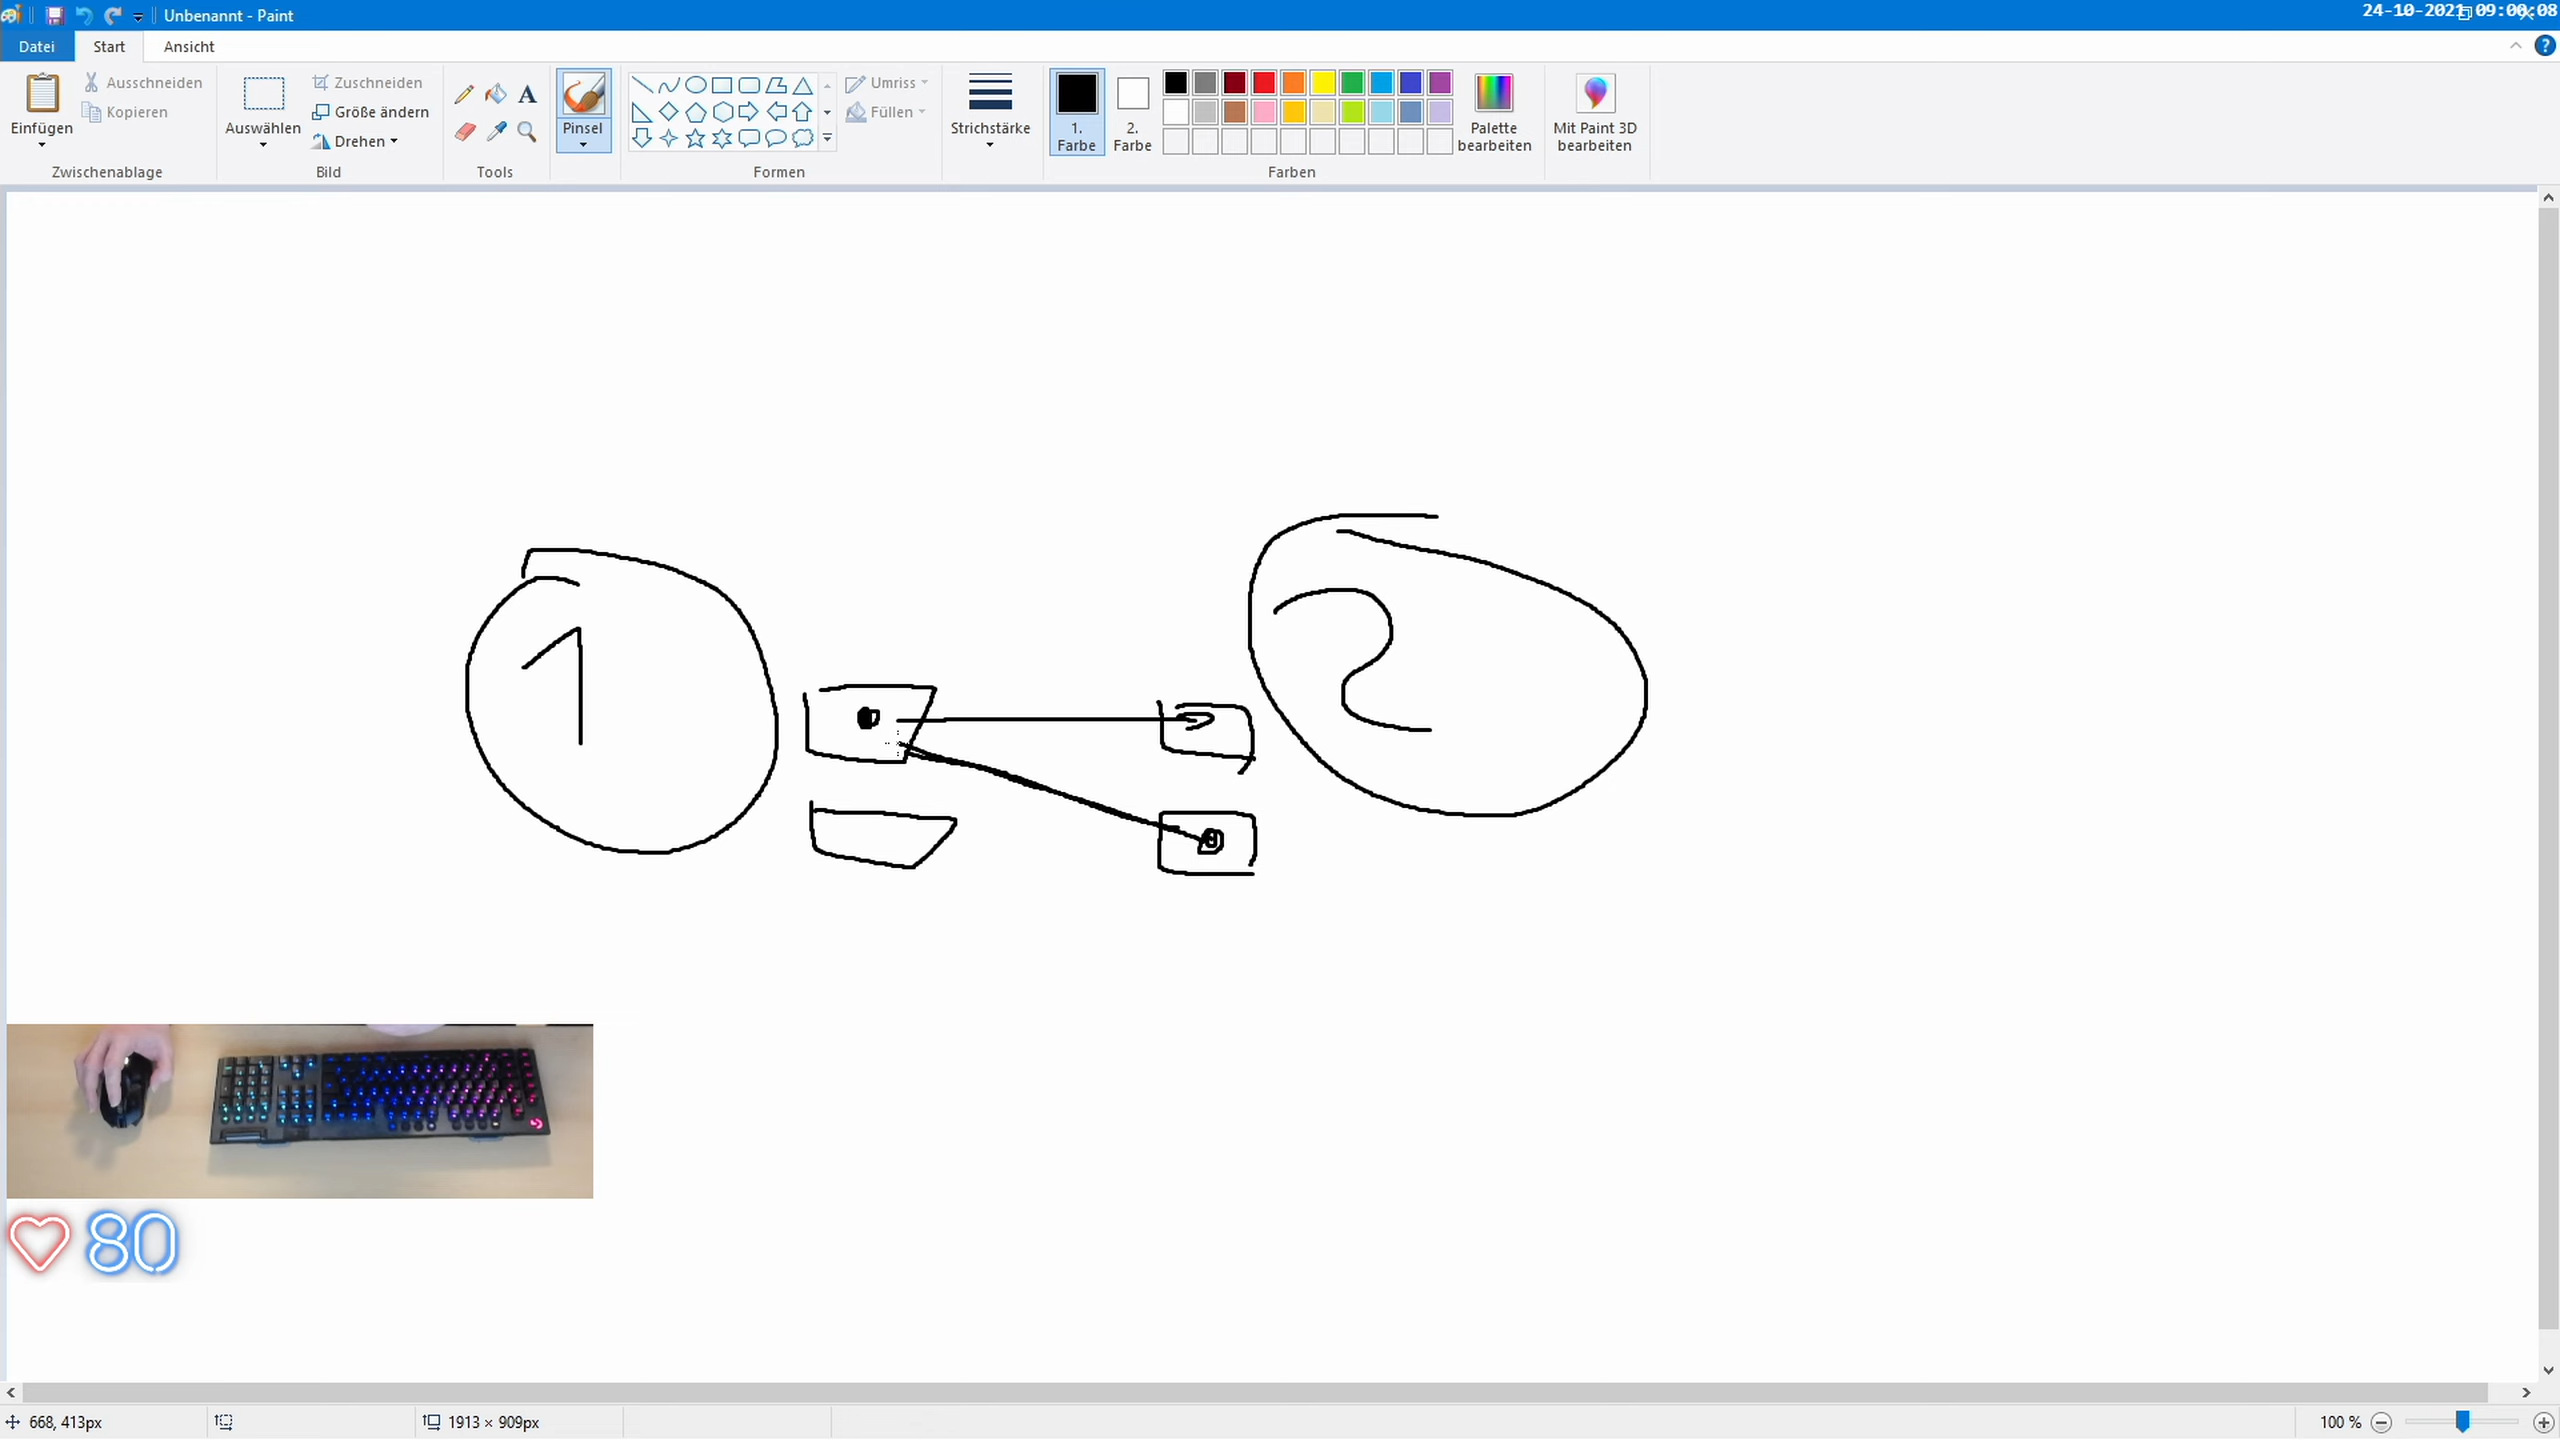 Unbenannt - Paint
24-10-2021 09:00:08
Datei Start Ansicht
Einfügen
Ausschneiden
Kopieren
Zwischenablage
Auswählen
Zuschneiden
Größe ändern
Drehen
Bild
A
Tools
Pinsel
Umriss
Füllen
Formen
Strichstärke
1.
Farbe
2.
Farbe
Palette
bearbeiten
Farben
Mit Paint 3D
bearbeiten
?
1
2
80
668, 413px
1913 × 909px
100 %